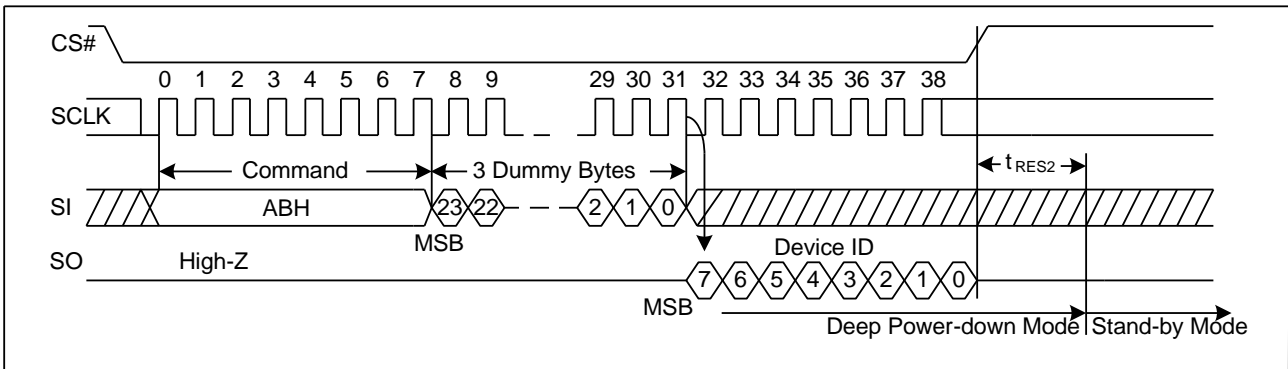 CS#
0 1 2 3 4 5 6 7 8 9 29 30 31 32 33 34 35 36 37 38
SCLK
Command 3 Dummy Bytes tRES2
SI ABH 23 22 2 1 0
MSB Device ID
SO High-Z
7 6 5 4 3 2 1 0
MSB
Deep Power-down Mode Stand-by Mode